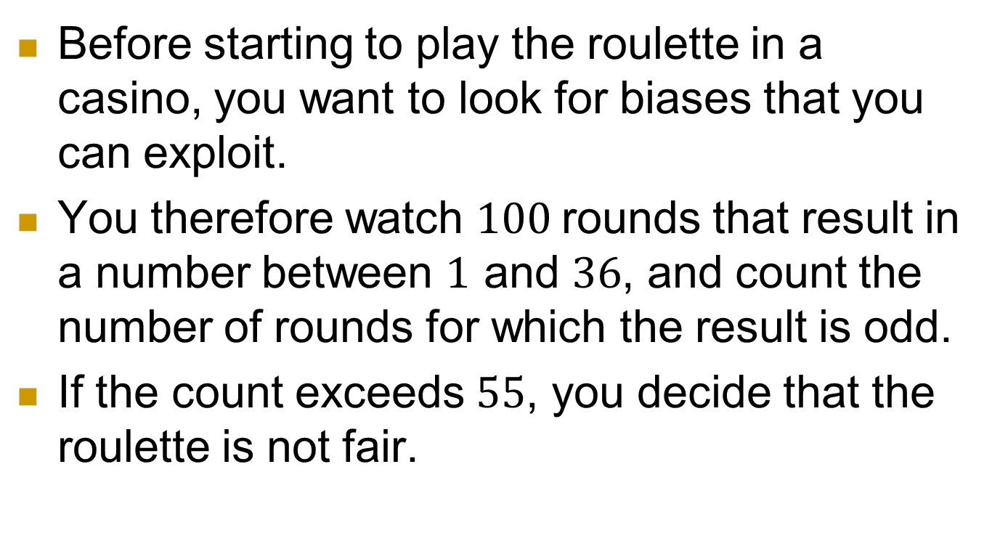 Before starting to play the roulette in a
casino, you want to look for biases that you
can exploit.
You therefore watch 100 rounds that result in
a number between 1 and 36, and count the
number of rounds for which the result is odd.
If the count exceeds 55, you decide that the
roulette is not fair.